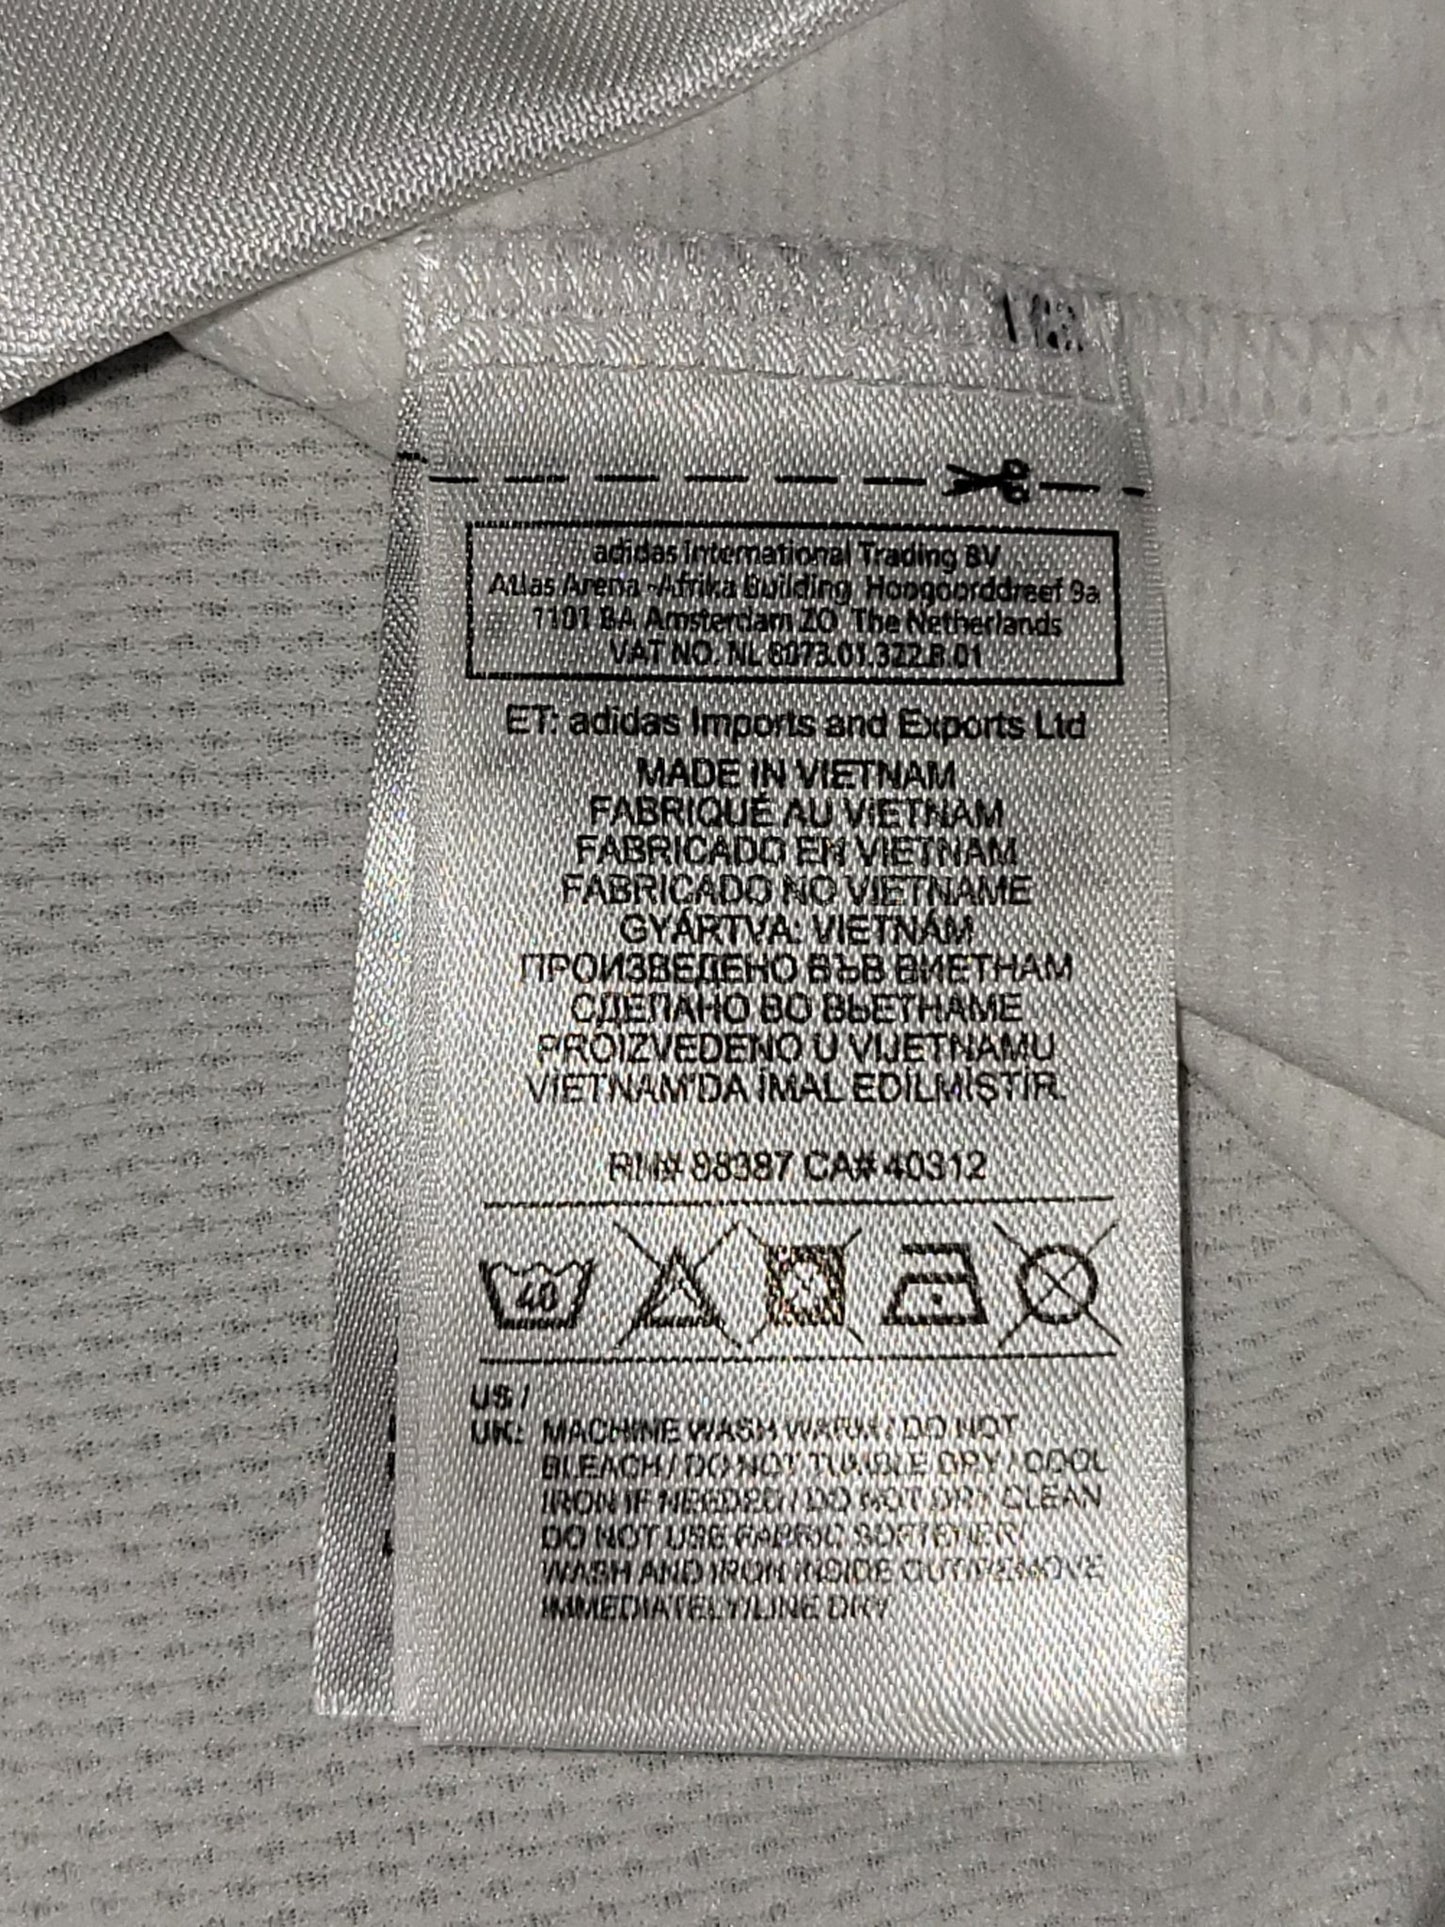 adidas International Trading BV
Atlas Arena -Afrika Building, Hoogoorddreef 9a
1101 BA Amsterdam ZO The Netherlands
VAT NO. NL 8073.01.322.B.01
ET: adidas Imports and Exports Ltd
MADE IN VIETNAM
FABRIQUÉ AU VIETNAM
FABRICADO EN VIETNAM
FABRICADO NO VIETNAME
GYÁRTVA: VIETNÁM
ПРОИЗВЕДЕНО ВЪВ ВИЕТНАМ
СДЕЛАНО ВО ВЬЕТНАМЕ
PROIZVEDENO U VIJETNAMU
VIETNAM'DA İMAL EDİLMİŞTİR.
RN# 88387 CA# 40312
40
US /
UK: MACHINE WASH WARM / DO NOT
BLEACH / DO NOT TUMBLE DRY / COOL
IRON IF NEEDED / DO NOT DRY CLEAN
DO NOT USE FABRIC SOFTENER/
WASH AND IRON INSIDE OUT/REMOVE
IMMEDIATELY/LINE DRY